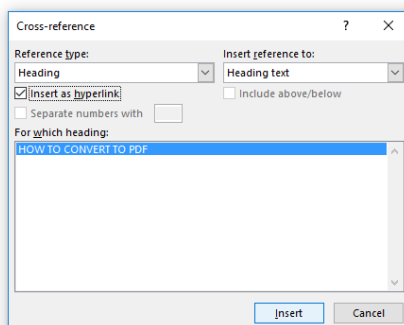 Cross-reference ? ×
Reference type: Insert reference to:
Heading Heading text
Insert as hyperlink Include above/below
Separate numbers with
For which heading:
HOW TO CONVERT TO PDF
Insert Cancel